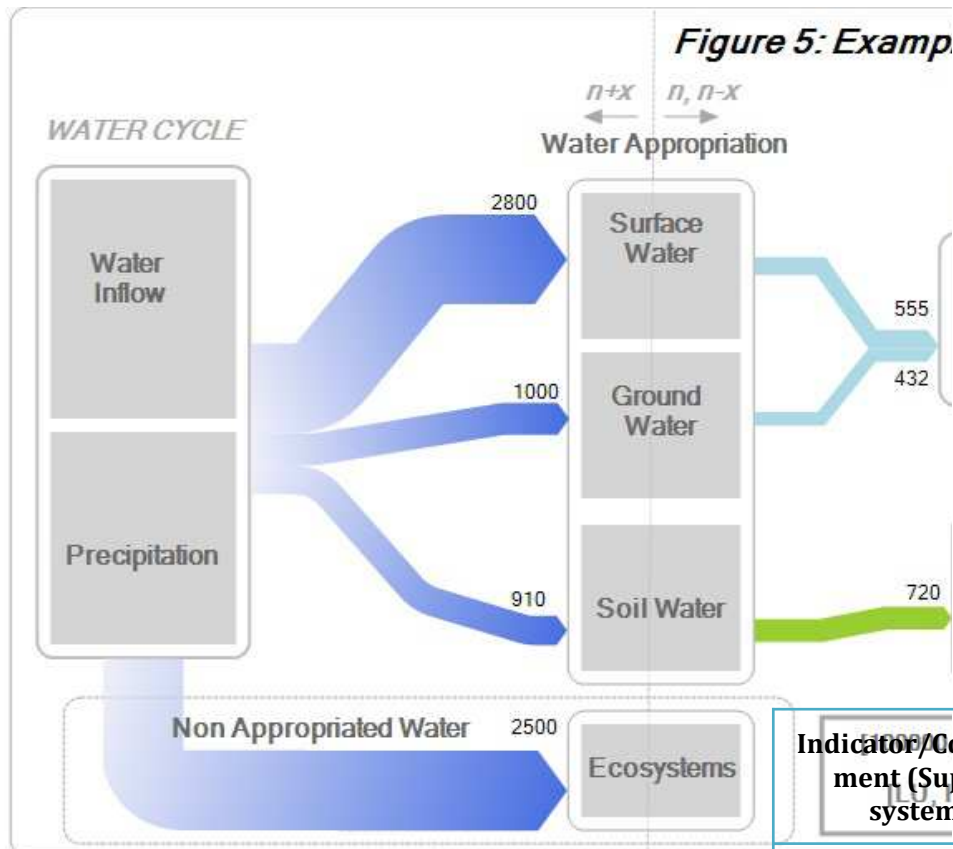 Figure 5: Examp
n+x n, n-x
WATER CYCLE
Water Appropriation
2800
Surface
Water
Water
Inflow
555
432
1000
Ground
Water
Precipitation
910
Soil Water
720
Non Appropriated Water
2500
Ecosystems
Indicator/Co
ment (Sup
system